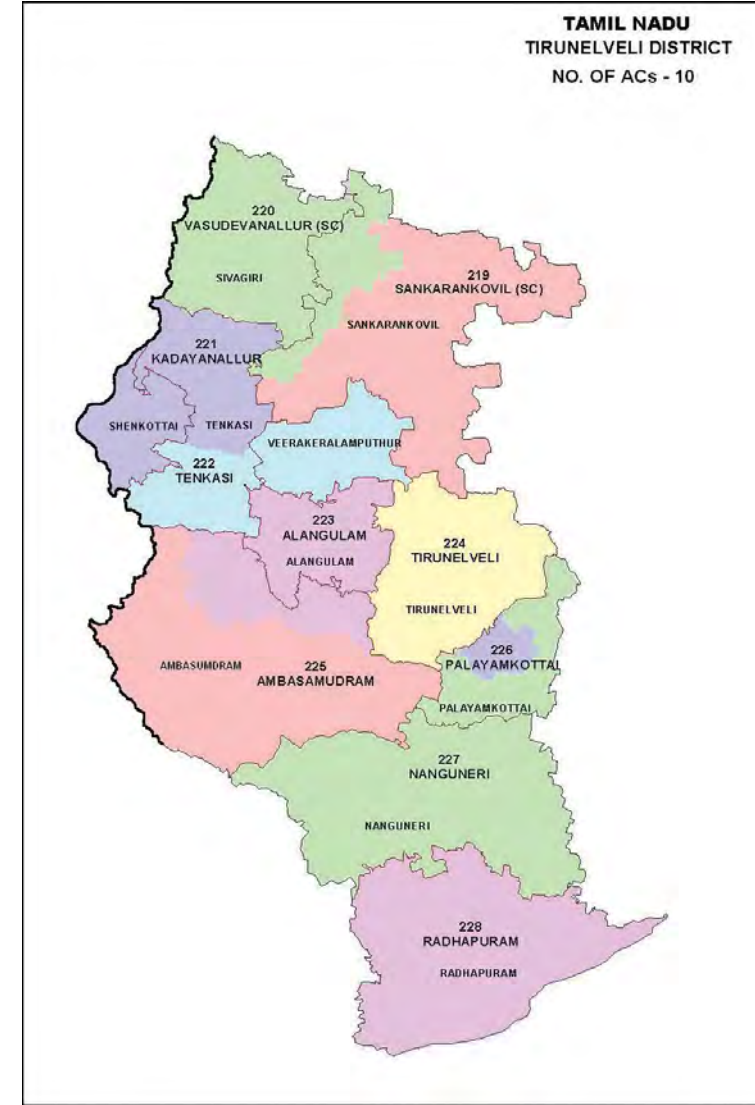 TAMIL NADU
TIRUNELVELI DISTRICT
NO. OF ACs - 10
220
VASUDEVANALLUR (SC)
SIVAGIRI
219
SANKARANKOVIL (SC)
SANKARANKOVIL
221
KADAYANALLUR
SHENKOTTAI
TENKASI
VEERAKERALAMPUTHUR
222
TENKASI
223
ALANGULAM
ALANGULAM
224
TIRUNELVELI
TIRUNELVELI
226
PALAYAMKOTTAI
PALAYAMKOTTAI
AMBASUMDRAM
225
AMBASAMUDRAM
227
NANGUNERI
NANGUNERI
228
RADHAPURAM
RADHAPURAM